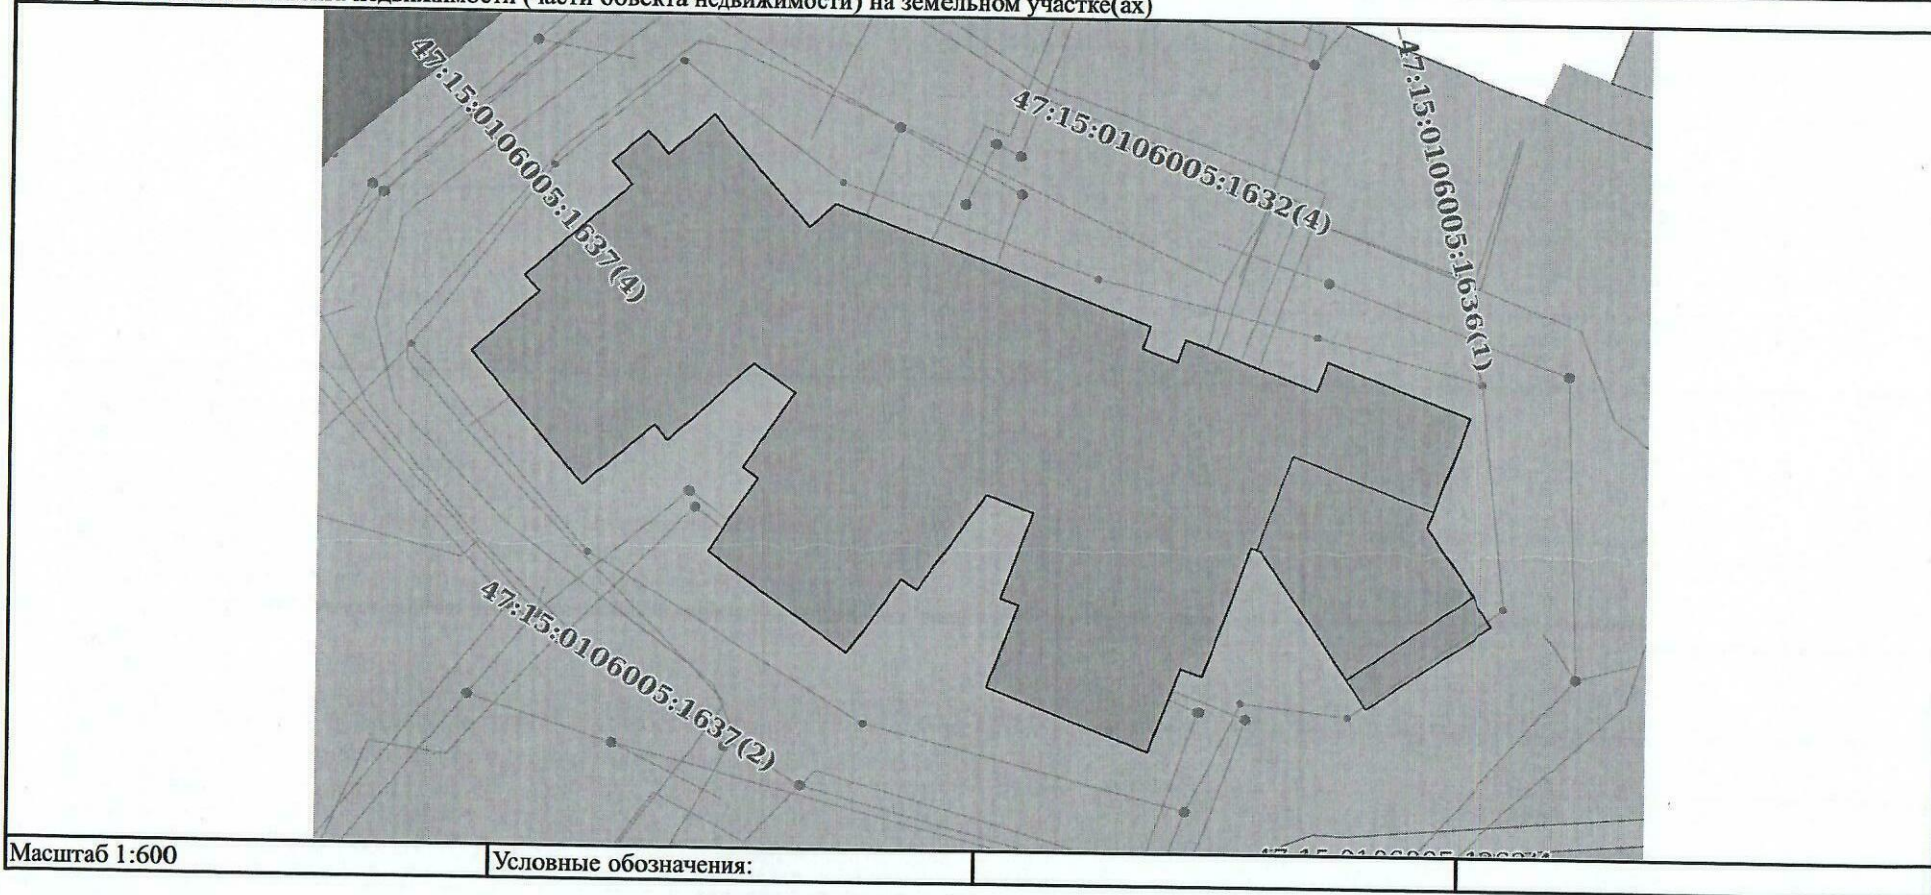 недвижимости (части объекта недвижимости) на земельном участке(ах)
47:15:0106005:1637(4)
47:15:0106005:1632(4)
47:15:0106005:1636(1)
47:15:0106005:1637(2)
Масштаб 1:600
Условные обозначения: